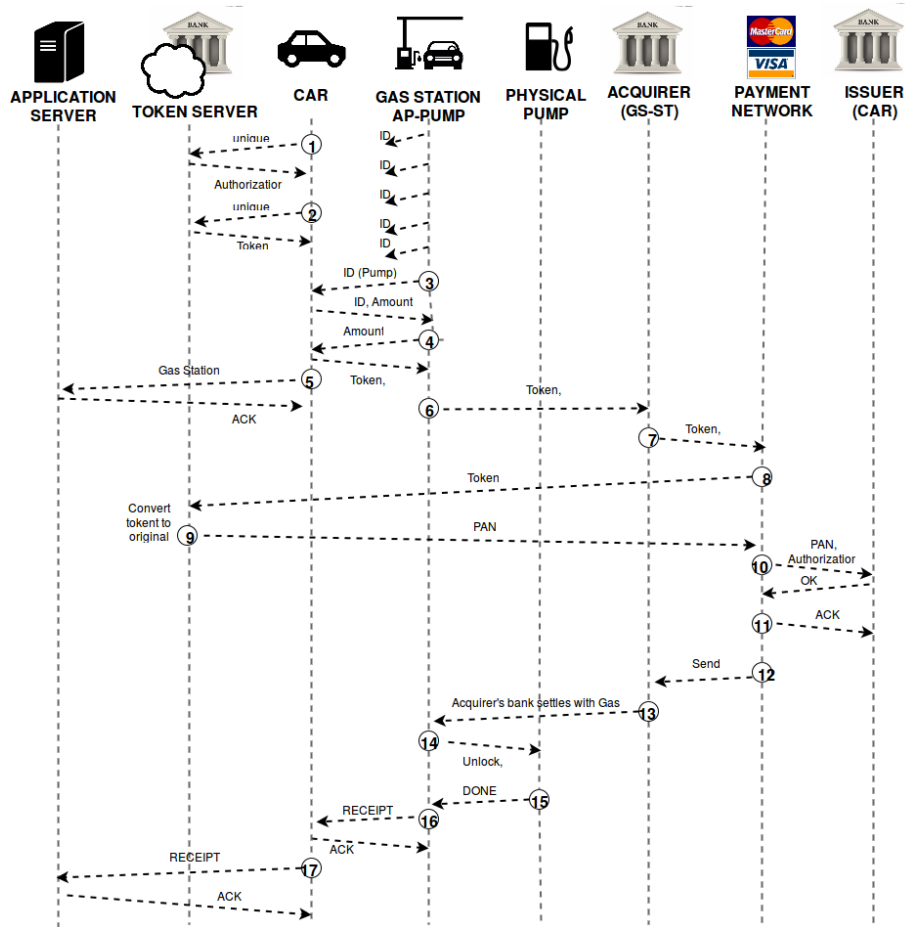 BANK
BANK
BANK
MasterCard
VISA
APPLICATION
SERVER
TOKEN SERVER
CAR
GAS STATION
AP-PUMP
PHYSICAL
PUMP
ACQUIRER
(GS-ST)
PAYMENT
NETWORK
ISSUER
(CAR)
unique
1
ID
Authorizatior
ID
unique
2
ID
Token
ID
ID
ID (Pump)
3
ID, Amount
Amount
4
Gas Station
5
Token,
ACK
6
Token,
7
Token,
Token
8
Convert
tokent to
original
9
PAN
10
PAN,
Authorizatior
OK
11
ACK
12
Send
Acquirer's bank settles with Gas
13
14
Unlock,
DONE
15
RECEIPT
16
ACK
RECEIPT
17
ACK